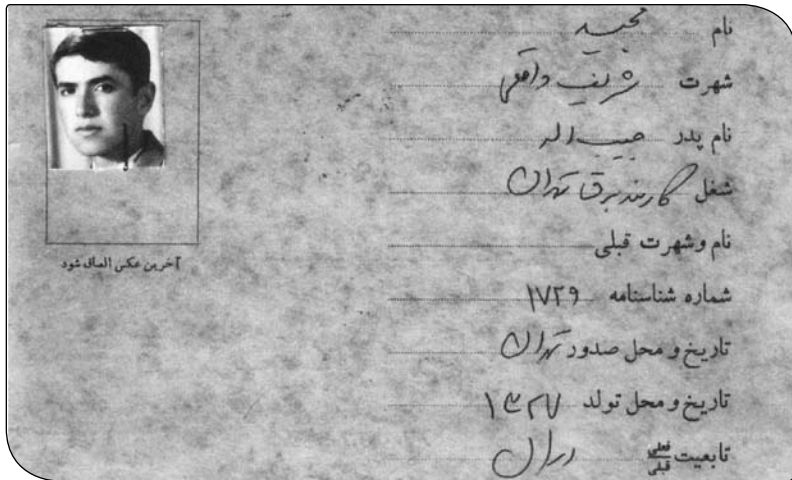 نام مجید
شهرت شریف واقفی
نام پدر حبیب اله
شغل کارمند برق تهران
نام وشهرت قبلی
شماره شناسنامه ۱۷۲۹
تاریخ و محل صدور تهران
تاریخ و محل تولد ۱۳۲۷
تابعیت فعلی قبلی ایران
آخرین عکس الصاق شود